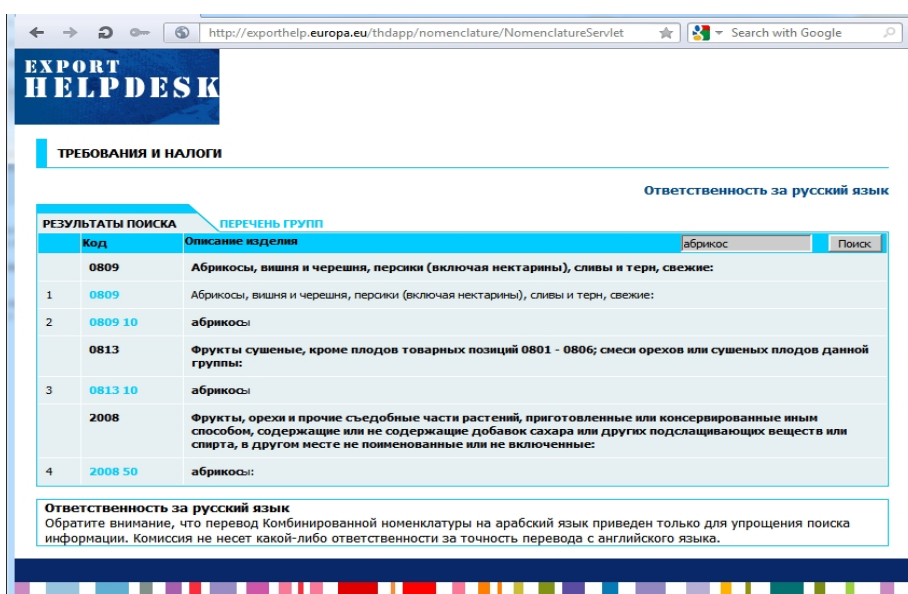 http://exporthelp.europa.eu/thdapp/nomenclature/NomenclatureServlet
Search with Google
EXPORT
HELPDESK
ТРЕБОВАНИЯ И НАЛОГИ
Ответственность за русский язык
РЕЗУЛЬТАТЫ ПОИСКА ПЕРЕЧЕНЬ ГРУПП
Код Описание изделия абрикос Поиск
0809 Абрикосы, вишня и черешня, персики (включая нектарины), сливы и терн, свежие:
1 0809 Абрикосы, вишня и черешня, персики (включая нектарины), сливы и терн, свежие:
2 0809 10 абрикосы
0813 Фрукты сушеные, кроме плодов товарных позиций 0801 - 0806; смеси орехов или сушеных плодов данной
группы:
3 0813 10 абрикосы
2008 Фрукты, орехи и прочие съедобные части растений, приготовленные или консервированные иным
способом, содержащие или не содержащие добавок сахара или других подслащивающих веществ или
спирта, в другом месте не поименованные или не включенные:
4 2008 50 абрикосы:
Ответственность за русский язык
Обратите внимание, что перевод Комбинированной номенклатуры на арабский язык приведен только для упрощения поиска
информации. Комиссия не несет какой-либо ответственности за точность перевода с английского языка.